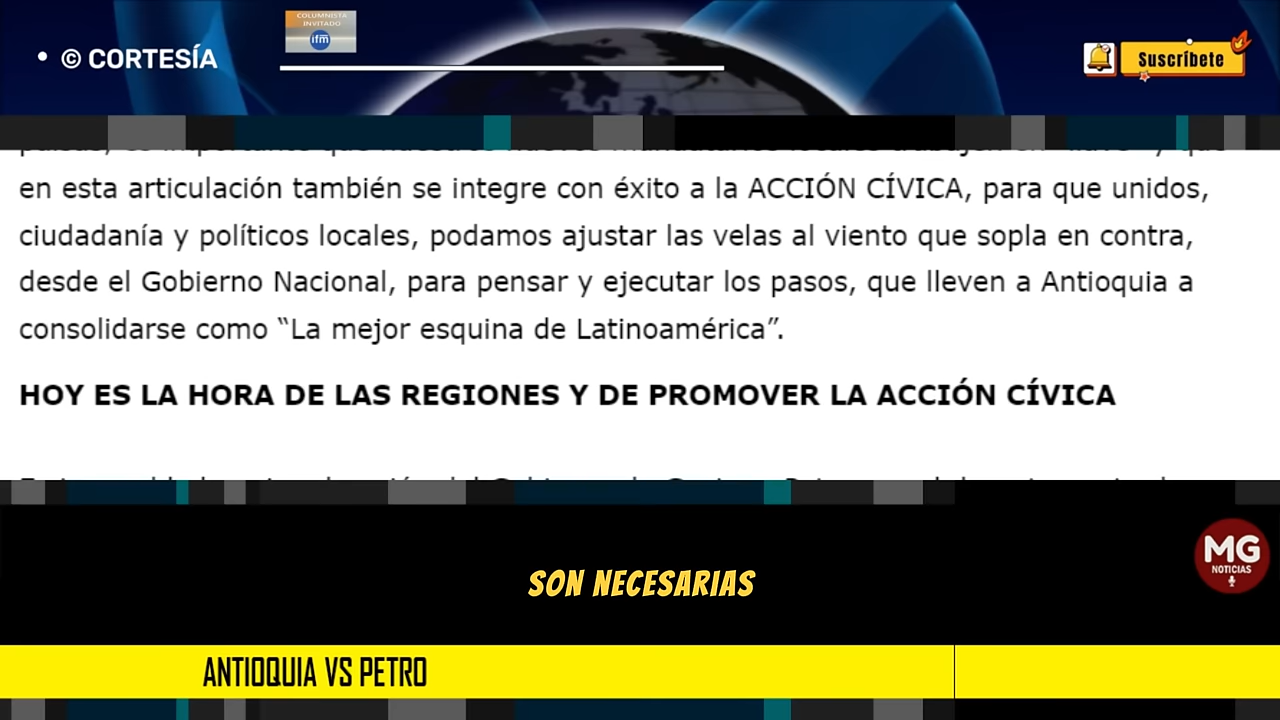 COLUMNISTA
INVITADO
ifm
• © CORTESÍA
Suscríbete
en esta articulación también se integre con éxito a la ACCIÓN CÍVICA, para que unidos,
ciudadanía y políticos locales, podamos ajustar las velas al viento que sopla en contra,
desde el Gobierno Nacional, para pensar y ejecutar los pasos, que lleven a Antioquia a
consolidarse como “La mejor esquina de Latinoamérica”.
HOY ES LA HORA DE LAS REGIONES Y DE PROMOVER LA ACCIÓN CÍVICA
MG
NOTICIAS
SON NECESARIAS
ANTIOQUIA VS PETRO